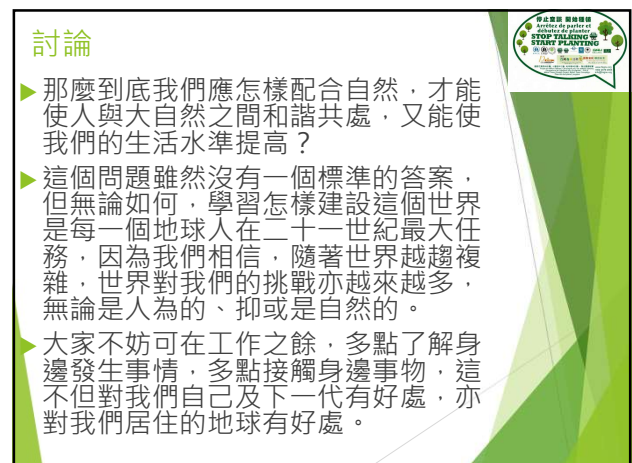 討論
停止空談 開始種樹
Arrêtez de parler et
débutez de planter
STOP TALKING
START PLANTING
那麼到底我們應怎樣配合自然，才能
使人與大自然之間和諧共處，又能使
我們的生活水準提高？
這個問題雖然沒有一個標準的答案，
但無論如何，學習怎樣建設這個世界
是每一個地球人在二十一世紀最大任
務，因為我們相信，隨著世界越趨複
雜，世界對我們的挑戰亦越來越多，
無論是人為的、抑或是自然的。
大家不妨可在工作之餘，多點了解身
邊發生事情，多點接觸身邊事物，這
不但對我們自己及下一代有好處，亦
對我們居住的地球有好處。